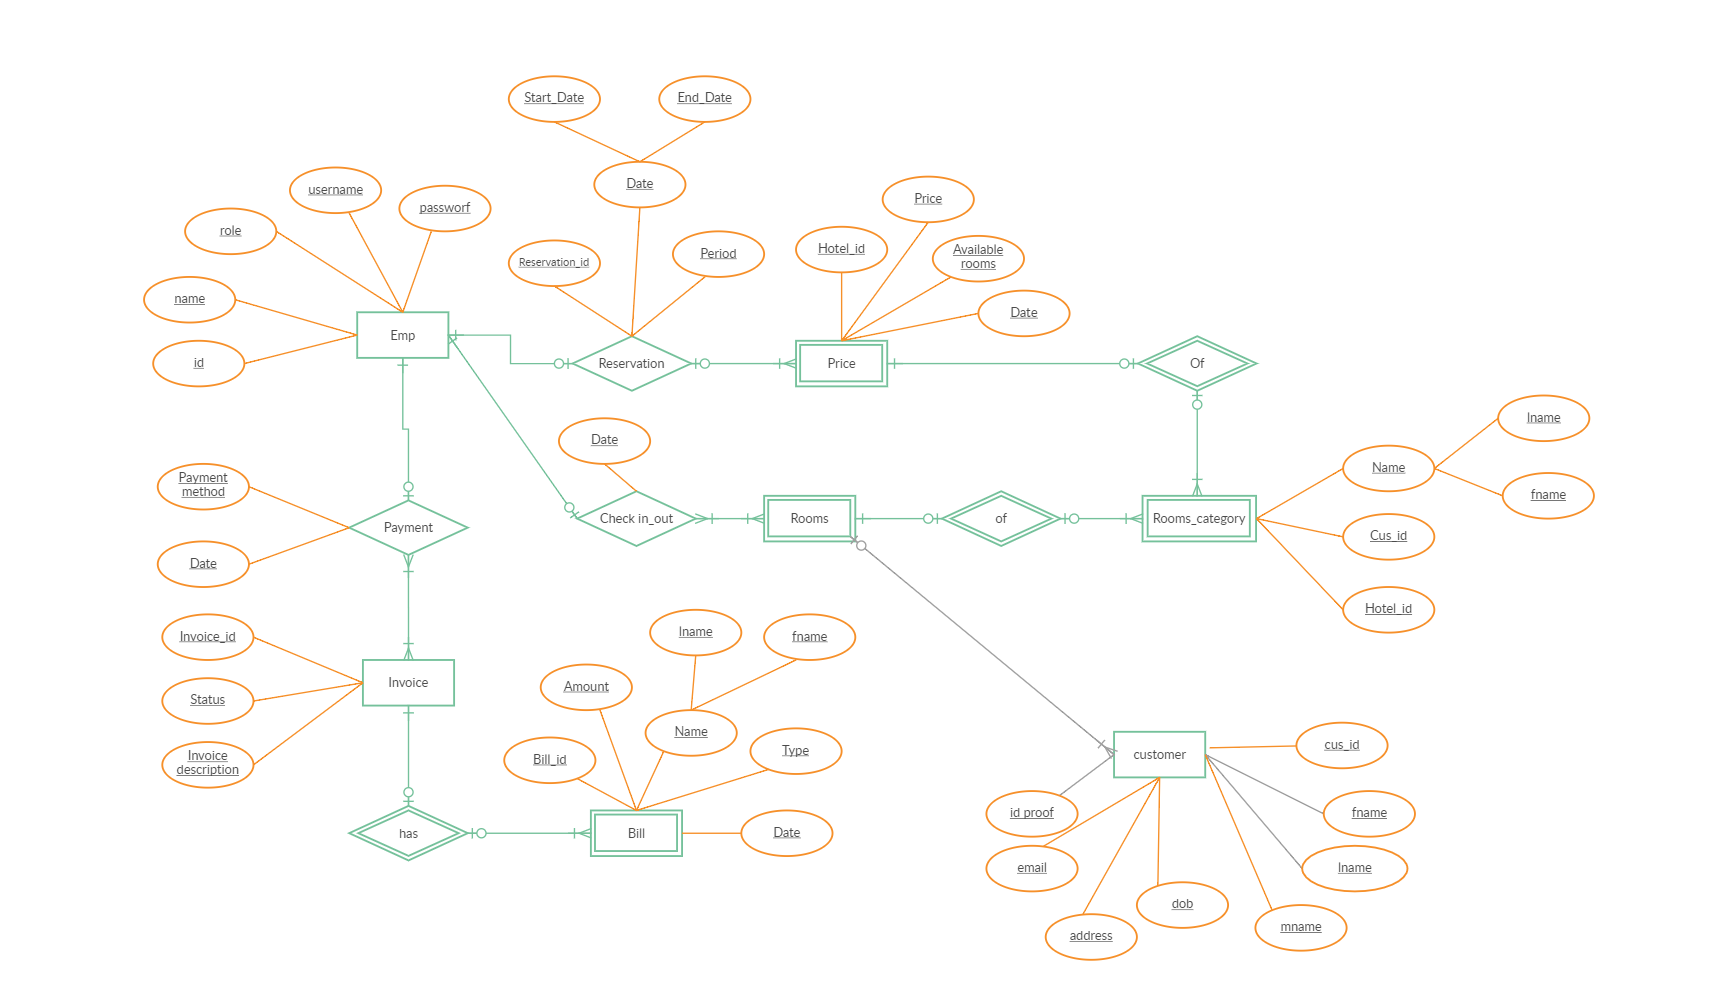 Start_Date
End_Date
Date
username
passworf
role
Reservation_id
Period
Price
Hotel_id
Available
rooms
Date
name
id
Emp
Reservation
Price
Of
Date
lname
Name
fname
Payment
method
Payment
Date
Check in_out
Rooms
of
Rooms_category
Cus_id
Hotel_id
Invoice_id
Status
Invoice
description
Invoice
lname
fname
Amount
Name
Bill_id
Type
has
Bill
Date
customer
cus_id
id proof
fname
email
lname
dob
address
mname